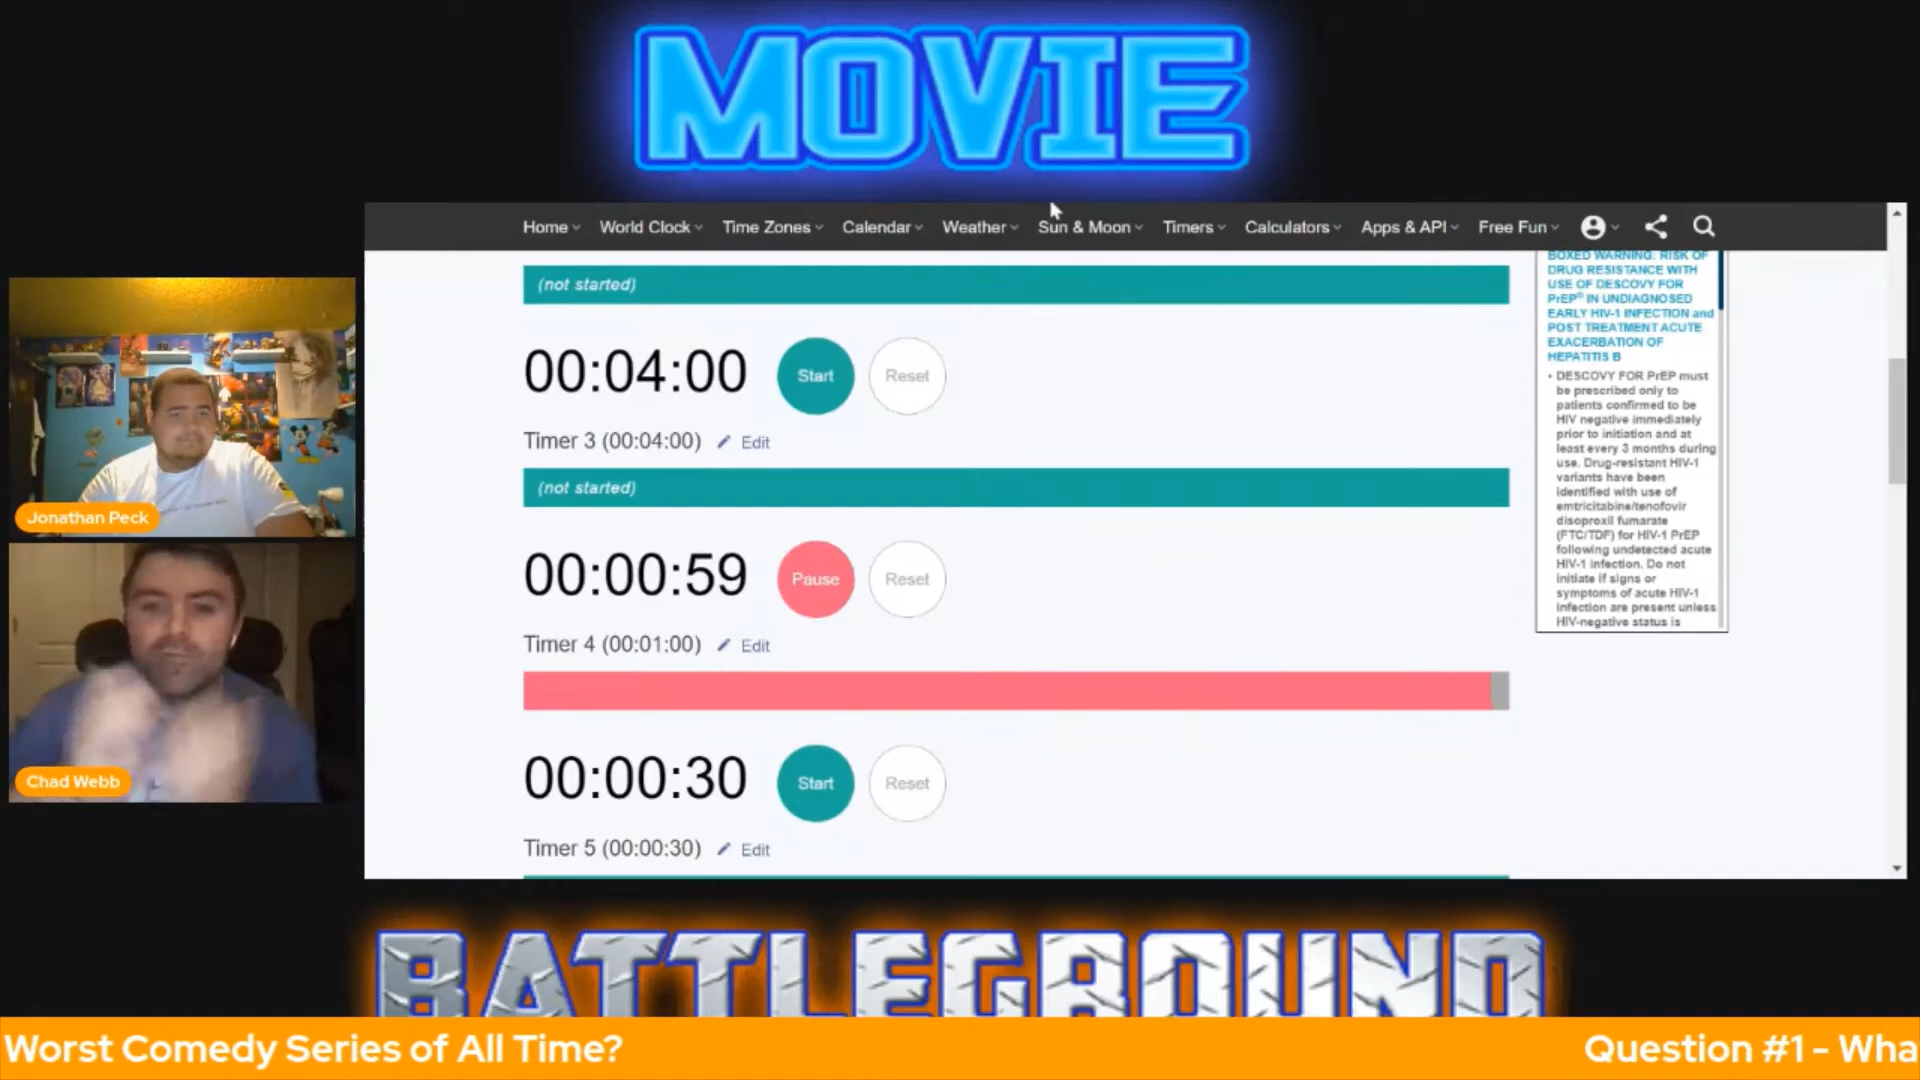 MOVIE
Home World Clock Time Zones Calendar Weather Sun & Moon Timers Calculators Apps & API Free Fun
(not started)
00:04:00 Start Reset
Timer 3 (00:04:00) Edit
(not started)
00:00:59 Pause Reset
Timer 4 (00:01:00) Edit
00:00:30 Start Reset
Timer 5 (00:00:30) Edit
BOXED WARNING: RISK OF
DRUG RESISTANCE WITH
USE OF DESCOVY FOR
PrEP® IN UNDIAGNOSED
EARLY HIV-1 INFECTION and
POST TREATMENT ACUTE
EXACERBATION OF
HEPATITIS B
• DESCOVY FOR PrEP must
be prescribed only to
patients confirmed to be
HIV negative immediately
prior to initiation and at
least every 3 months during
use. Drug-resistant HIV-1
variants have been
identified with use of
emtricitabine/tenofovir
disoproxil fumarate
(FTC/TDF) for HIV-1 PrEP
following undetected acute
HIV-1 infection. Do not
initiate if signs or
symptoms of acute HIV-1
infection are present unless
HIV-negative status is
Jonathan Peck
Chad Webb
BATTLEGROUND
Worst Comedy Series of All Time? Question #1 - Wha